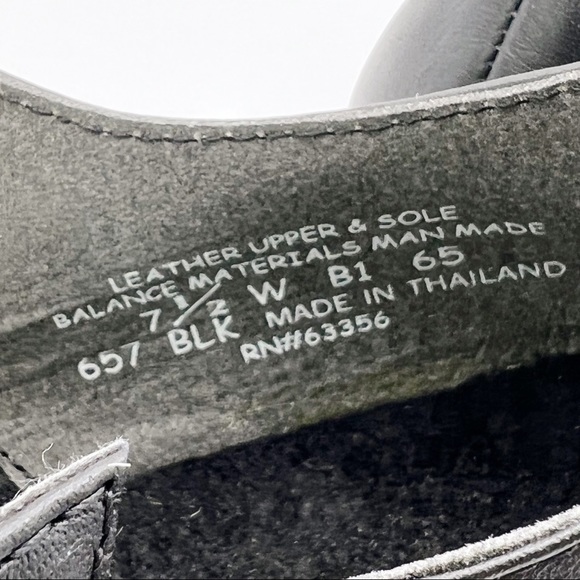 LEATHER UPPER & SOLE
BALANCE MATERIALS MAN MADE
7 1/2 W B1 65
657 BLK MADE IN THAILAND
RN#63356